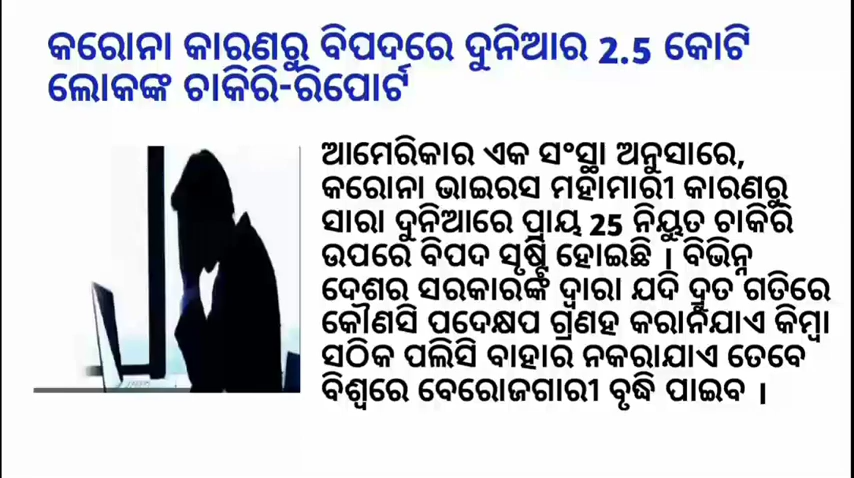 କରୋନା କାରଣରୁ ବିପଦରେ ଦୁନିଆର 2.5 କୋଟି
ଲୋକଙ୍କ ଚାକିରି-ରିପୋର୍ଟ
ଆମେରିକାର ଏକ ସଂସ୍ଥା ଅନୁସାରେ,
କରୋନା ଭାଇରସ ମହାମାରୀ କାରଣରୁ
ସାରା ଦୁନିଆରେ ପ୍ରାୟ 25 ନିୟୁତ ଚାକିରି
ଉପରେ ବିପଦ ସୃଷ୍ଟି ହୋଇଛି । ବିଭିନ୍ନ
ଦେଶର ସରକାରଙ୍କ ଦ୍ୱାରା ଯଦି ଦ୍ରୁତ ଗତିରେ
କୌଣସି ପଦେକ୍ଷପ ଗ୍ରଣହ କରାନଯାଏ କିମ୍ବା
ସଠିକ ପଲିସି ବାହାର ନକରାଯାଏ ତେବେ
ବିଶ୍ୱରେ ବେରୋଜଗାରୀ ବୃଦ୍ଧି ପାଇବ ।